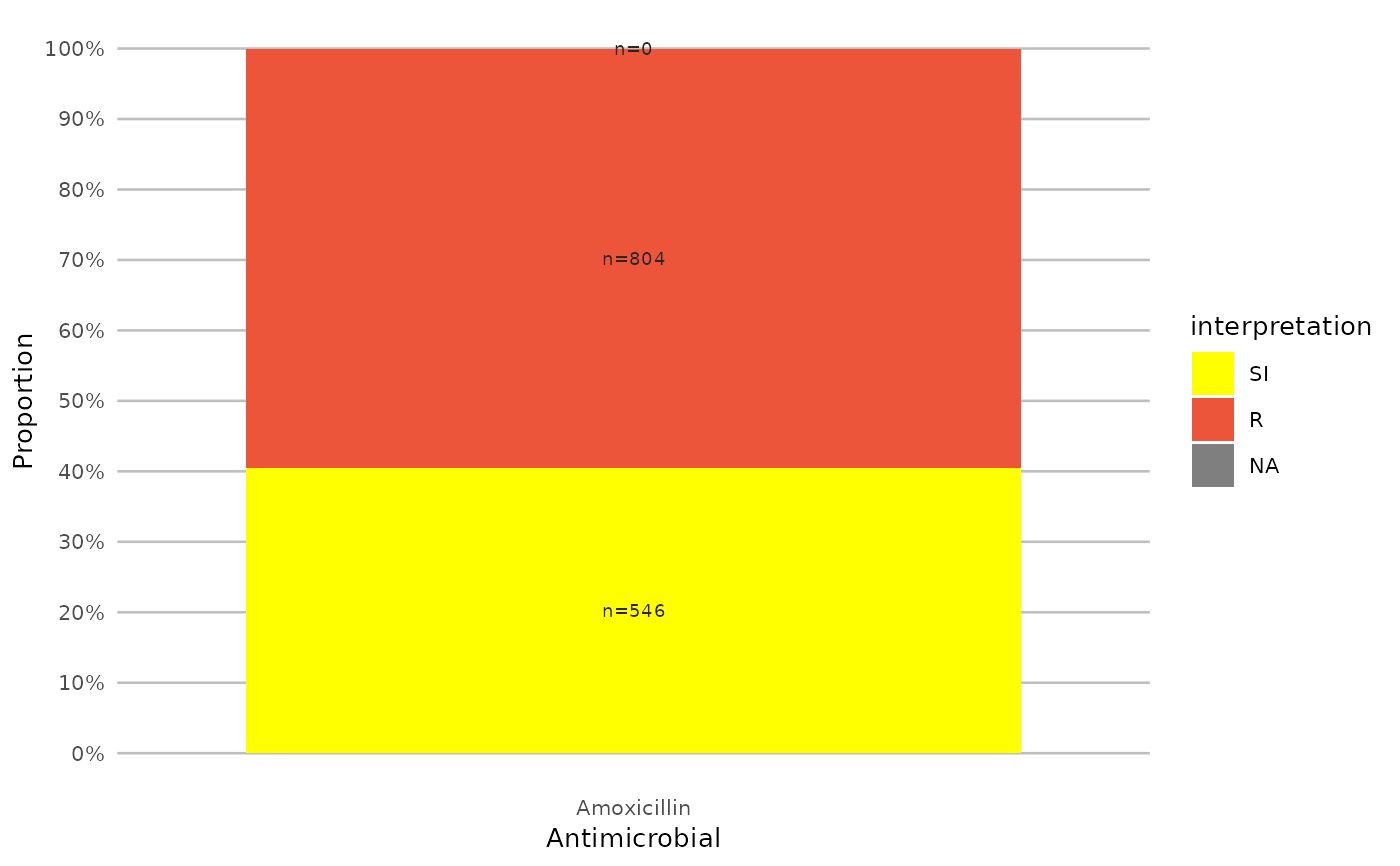 100%
90%
80%
70%
60%
50%
40%
30%
20%
10%
0%
Proportion
n=0
n=804
n=546
Amoxicillin
Antimicrobial
interpretation
SI
R
NA